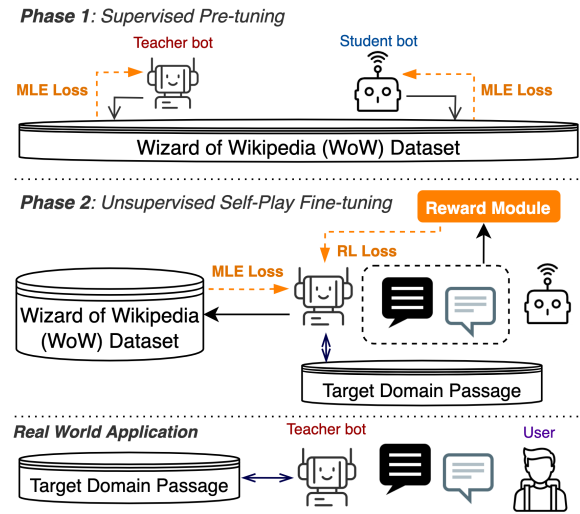 Phase 1: Supervised Pre-tuning
Teacher bot
Student bot
MLE Loss
MLE Loss
Wizard of Wikipedia (WoW) Dataset
Phase 2: Unsupervised Self-Play Fine-tuning
Reward Module
RL Loss
MLE Loss
Wizard of Wikipedia
(WoW) Dataset
Target Domain Passage
Real World Application
Teacher bot
User
Target Domain Passage